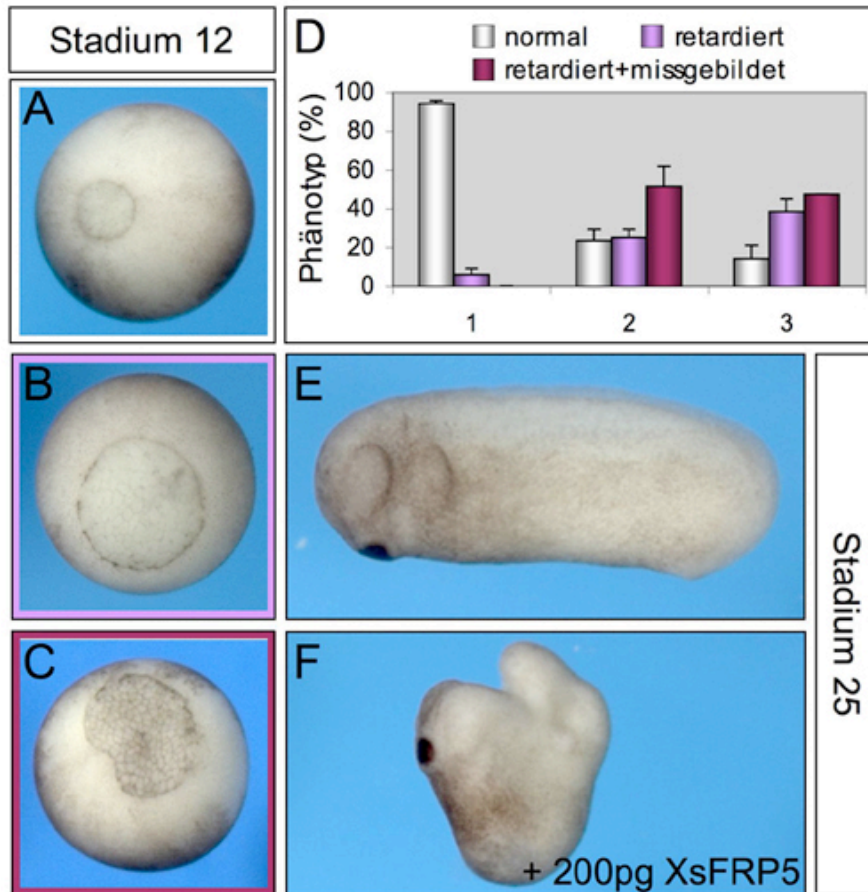 Stadium 12
A
B
C
D
normal
retardiert
retardiert+missgebildet
Phänotyp (%)
100
80
60
40
20
0
1 2 3
E
F
+ 200pg XsFRP5
Stadium 25